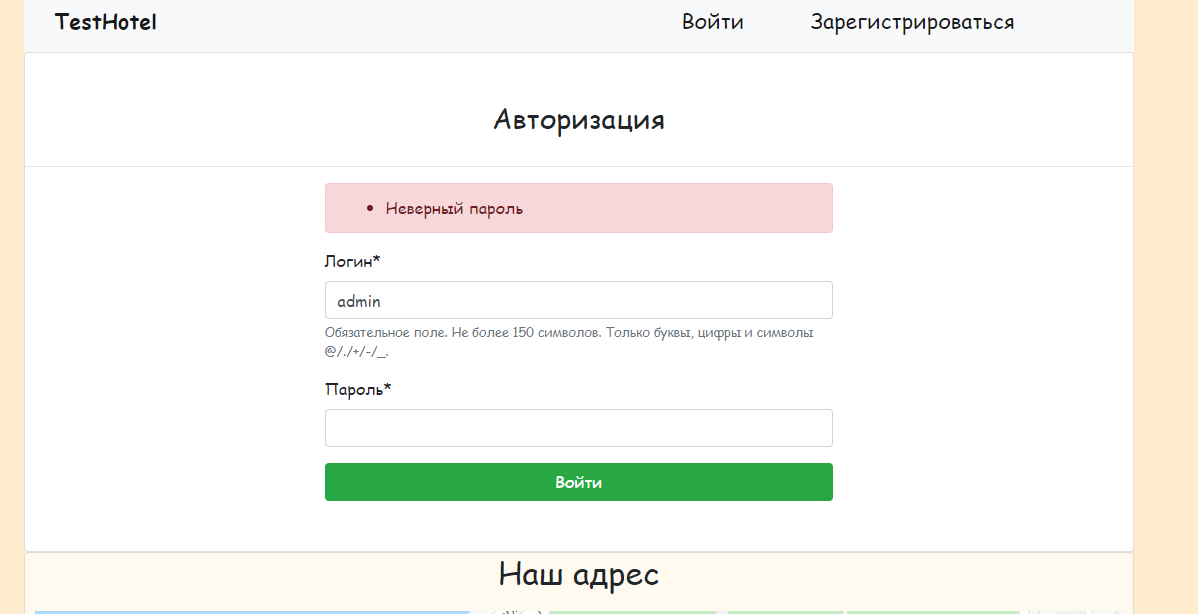 TestHotel Войти Зарегистрироваться
Авторизация
Неверный пароль
Логин*
admin
Обязательное поле. Не более 150 символов. Только буквы, цифры и символы
@/./+/-/_.
Пароль*
Войти
Наш адрес